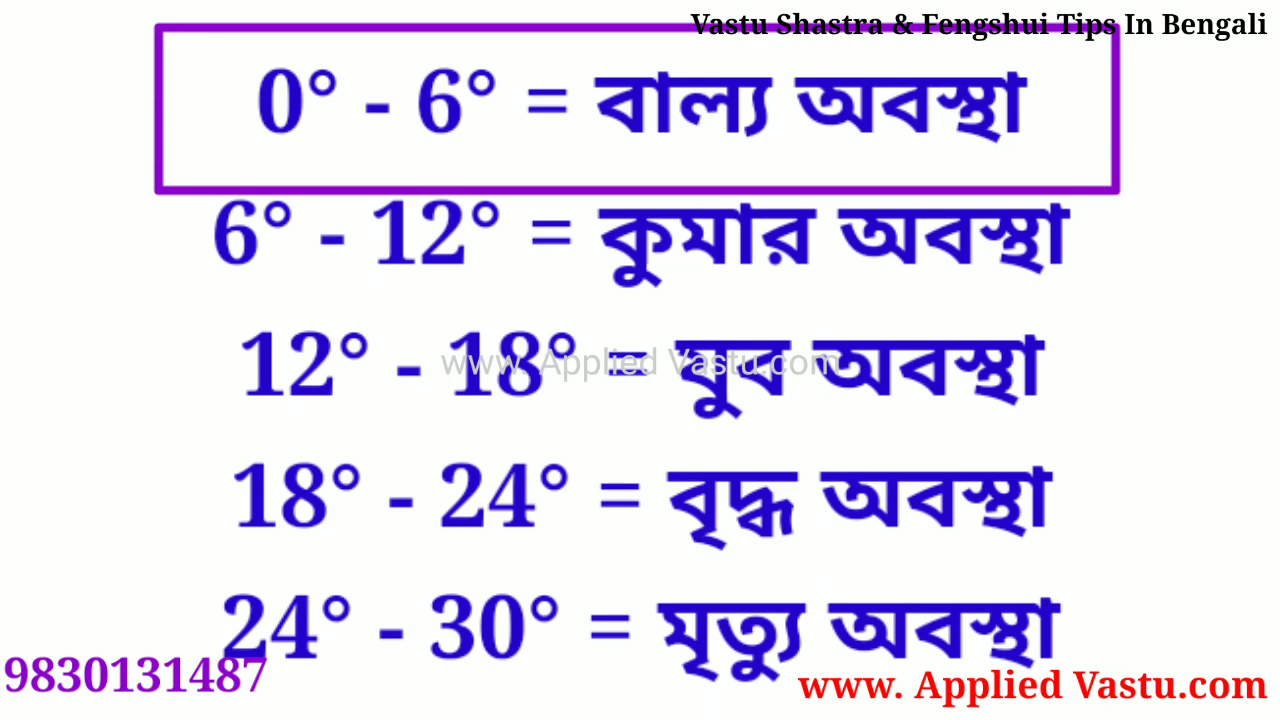 Vastu Shastra & Fengshui Tips In Bengali
0° - 6° = বাল্য অবস্থা
6° - 12° = কুমার অবস্থা
12° - 18° = যুব অবস্থা
www. Applied Vastu.com
18° - 24° = বৃদ্ধ অবস্থা
24° - 30° = মৃত্যু অবস্থা
9830131487
www. Applied Vastu.com